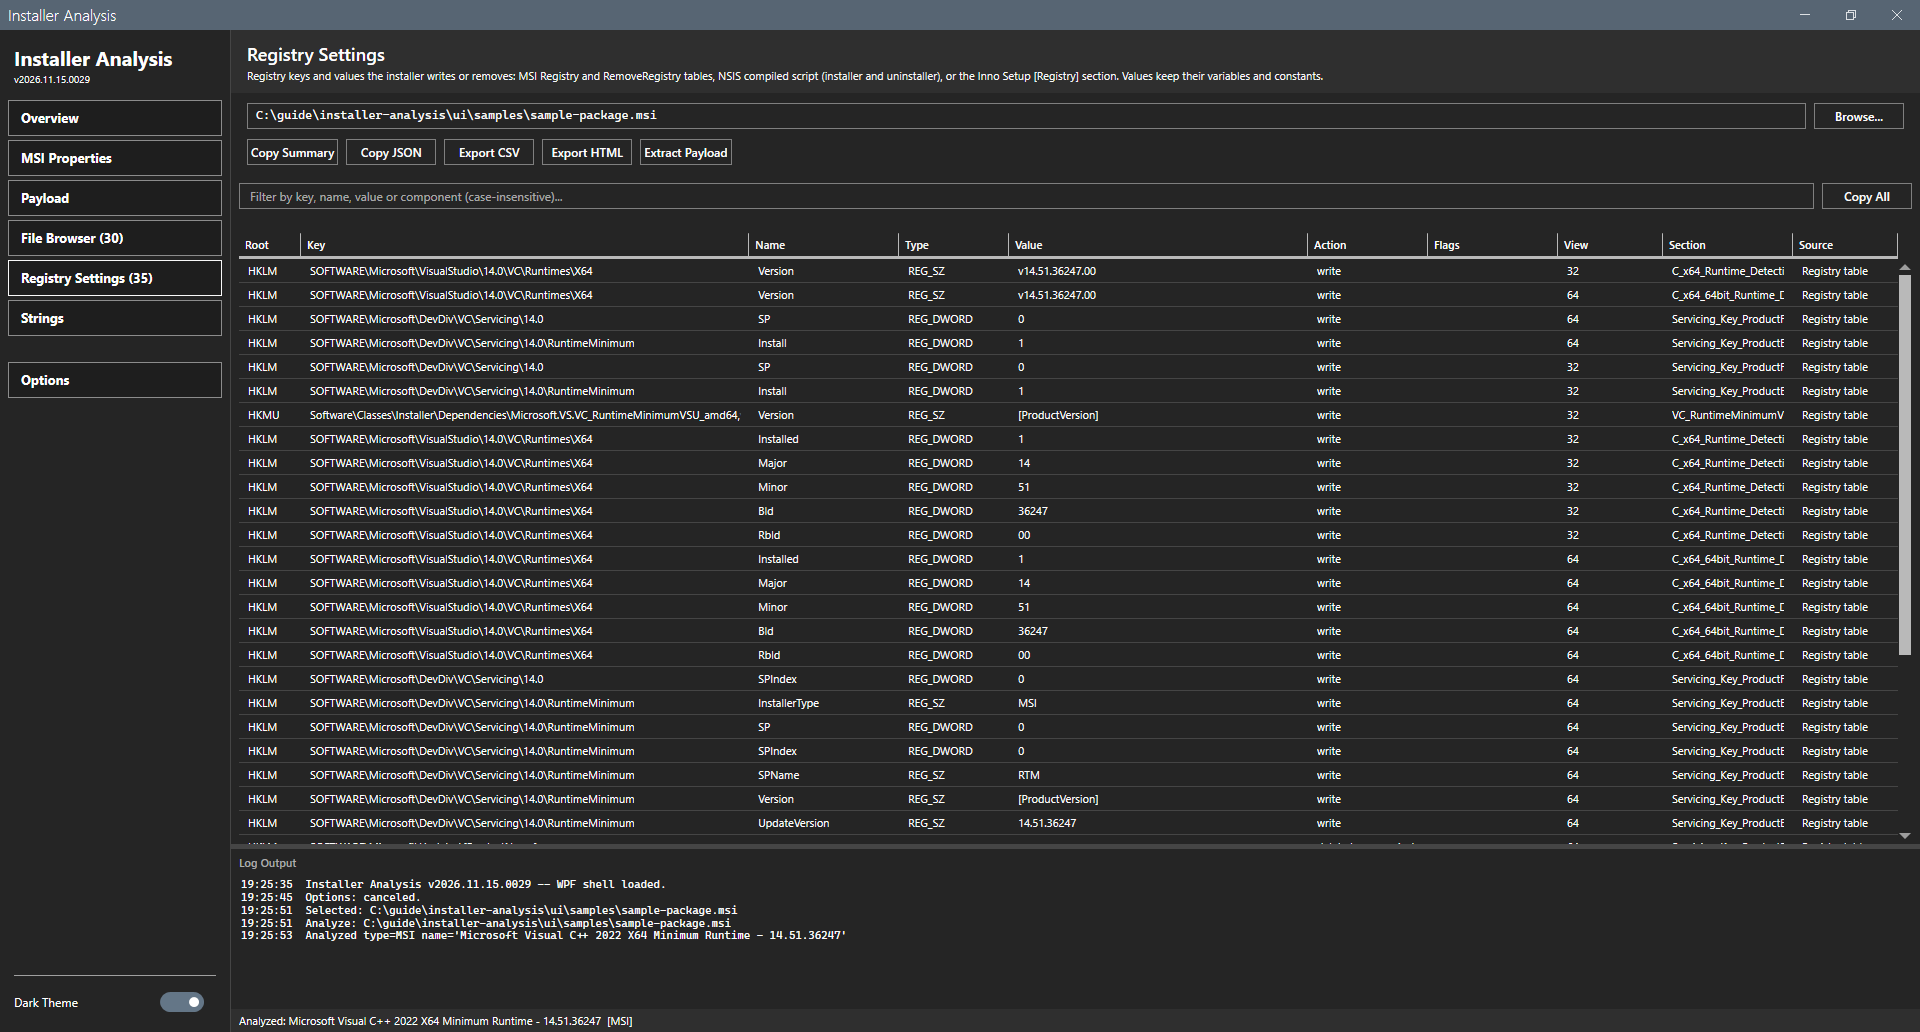 Installer Analysis
Installer Analysis
v2026.11.15.0029
Overview
MSI Properties
Payload
File Browser (30)
Registry Settings (35)
Strings
Options
Dark Theme
Registry Settings
Registry keys and values the installer writes or removes: MSI Registry and RemoveRegistry tables, NSIS compiled script (installer and uninstaller), or the Inno Setup [Registry] section. Values keep their variables and constants.
C:\guide\installer-analysis\ui\samples\sample-package.msi Browse...
Copy Summary Copy JSON Export CSV Export HTML Extract Payload
Filter by key, name, value or component (case-insensitive)... Copy All
Root Key Name Type Value Action Flags View Section Source
HKLM SOFTWARE\Microsoft\VisualStudio\14.0\VC\Runtimes\X64 Version REG_SZ v14.51.36247.00 write 32 C_x64_Runtime_Detecti Registry table
HKLM SOFTWARE\Microsoft\VisualStudio\14.0\VC\Runtimes\X64 Version REG_SZ v14.51.36247.00 write 64 C_x64_64bit_Runtime_D Registry table
HKLM SOFTWARE\Microsoft\DevDiv\VC\Servicing\14.0 SP REG_DWORD 0 write 64 Servicing_Key_ProductF Registry table
HKLM SOFTWARE\Microsoft\DevDiv\VC\Servicing\14.0\RuntimeMinimum Install REG_DWORD 1 write 64 Servicing_Key_ProductE Registry table
HKLM SOFTWARE\Microsoft\DevDiv\VC\Servicing\14.0 SP REG_DWORD 0 write 32 Servicing_Key_ProductF Registry table
HKLM SOFTWARE\Microsoft\DevDiv\VC\Servicing\14.0\RuntimeMinimum Install REG_DWORD 1 write 32 Servicing_Key_ProductE Registry table
HKMU Software\Classes\Installer\Dependencies\Microsoft.VS.VC_RuntimeMinimumVSU_amd64, Version REG_SZ [ProductVersion] write 32 VC_RuntimeMinimumV Registry table
HKLM SOFTWARE\Microsoft\VisualStudio\14.0\VC\Runtimes\X64 Installed REG_DWORD 1 write 32 C_x64_Runtime_Detecti Registry table
HKLM SOFTWARE\Microsoft\VisualStudio\14.0\VC\Runtimes\X64 Major REG_DWORD 14 write 32 C_x64_Runtime_Detecti Registry table
HKLM SOFTWARE\Microsoft\VisualStudio\14.0\VC\Runtimes\X64 Minor REG_DWORD 51 write 32 C_x64_Runtime_Detecti Registry table
HKLM SOFTWARE\Microsoft\VisualStudio\14.0\VC\Runtimes\X64 Bld REG_DWORD 36247 write 32 C_x64_Runtime_Detecti Registry table
HKLM SOFTWARE\Microsoft\VisualStudio\14.0\VC\Runtimes\X64 Rbld REG_DWORD 00 write 32 C_x64_Runtime_Detecti Registry table
HKLM SOFTWARE\Microsoft\VisualStudio\14.0\VC\Runtimes\X64 Installed REG_DWORD 1 write 64 C_x64_64bit_Runtime_D Registry table
HKLM SOFTWARE\Microsoft\VisualStudio\14.0\VC\Runtimes\X64 Major REG_DWORD 14 write 64 C_x64_64bit_Runtime_D Registry table
HKLM SOFTWARE\Microsoft\VisualStudio\14.0\VC\Runtimes\X64 Minor REG_DWORD 51 write 64 C_x64_64bit_Runtime_D Registry table
HKLM SOFTWARE\Microsoft\VisualStudio\14.0\VC\Runtimes\X64 Bld REG_DWORD 36247 write 64 C_x64_64bit_Runtime_D Registry table
HKLM SOFTWARE\Microsoft\VisualStudio\14.0\VC\Runtimes\X64 Rbld REG_DWORD 00 write 64 C_x64_64bit_Runtime_D Registry table
HKLM SOFTWARE\Microsoft\DevDiv\VC\Servicing\14.0 SPIndex REG_DWORD 0 write 64 Servicing_Key_ProductF Registry table
HKLM SOFTWARE\Microsoft\DevDiv\VC\Servicing\14.0\RuntimeMinimum InstallerType REG_SZ MSI write 64 Servicing_Key_ProductE Registry table
HKLM SOFTWARE\Microsoft\DevDiv\VC\Servicing\14.0\RuntimeMinimum SP REG_DWORD 0 write 64 Servicing_Key_ProductE Registry table
HKLM SOFTWARE\Microsoft\DevDiv\VC\Servicing\14.0\RuntimeMinimum SPIndex REG_DWORD 0 write 64 Servicing_Key_ProductE Registry table
HKLM SOFTWARE\Microsoft\DevDiv\VC\Servicing\14.0\RuntimeMinimum SPName REG_SZ RTM write 64 Servicing_Key_ProductE Registry table
HKLM SOFTWARE\Microsoft\DevDiv\VC\Servicing\14.0\RuntimeMinimum Version REG_SZ [ProductVersion] write 64 Servicing_Key_ProductE Registry table
HKLM SOFTWARE\Microsoft\DevDiv\VC\Servicing\14.0\RuntimeMinimum UpdateVersion REG_SZ 14.51.36247 write 64 Servicing_Key_ProductE Registry table
Log Output
19:25:35 Installer Analysis v2026.11.15.0029 -- WPF shell loaded.
19:25:45 Options: canceled.
19:25:51 Selected: C:\guide\installer-analysis\ui\samples\sample-package.msi
19:25:51 Analyze: C:\guide\installer-analysis\ui\samples\sample-package.msi
19:25:53 Analyzed type=MSI name='Microsoft Visual C++ 2022 X64 Minimum Runtime - 14.51.36247'
Analyzed: Microsoft Visual C++ 2022 X64 Minimum Runtime - 14.51.36247 [MSI]